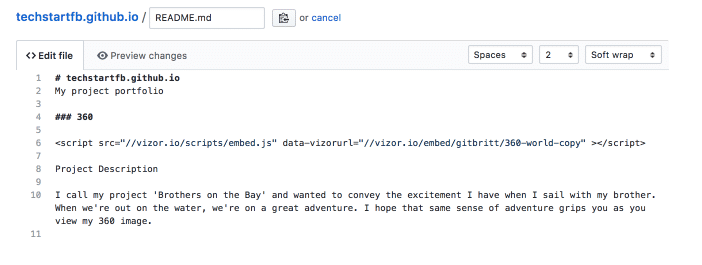 techstartfb.github.io / README.md or cancel
<> Edit file Preview changes Spaces 2 Soft wrap
1 # techstartfb.github.io
2 My project portfolio
3
4 ### 360
5
6 <script src="//vizor.io/scripts/embed.js" data-vizorurl="//vizor.io/embed/gitbritt/360-world-copy" ></script>
7
8 Project Description
9
10 I call my project 'Brothers on the Bay' and wanted to convey the excitement I have when I sail with my brother.
When we're out on the water, we're on a great adventure. I hope that same sense of adventure grips you as you
view my 360 image.
11